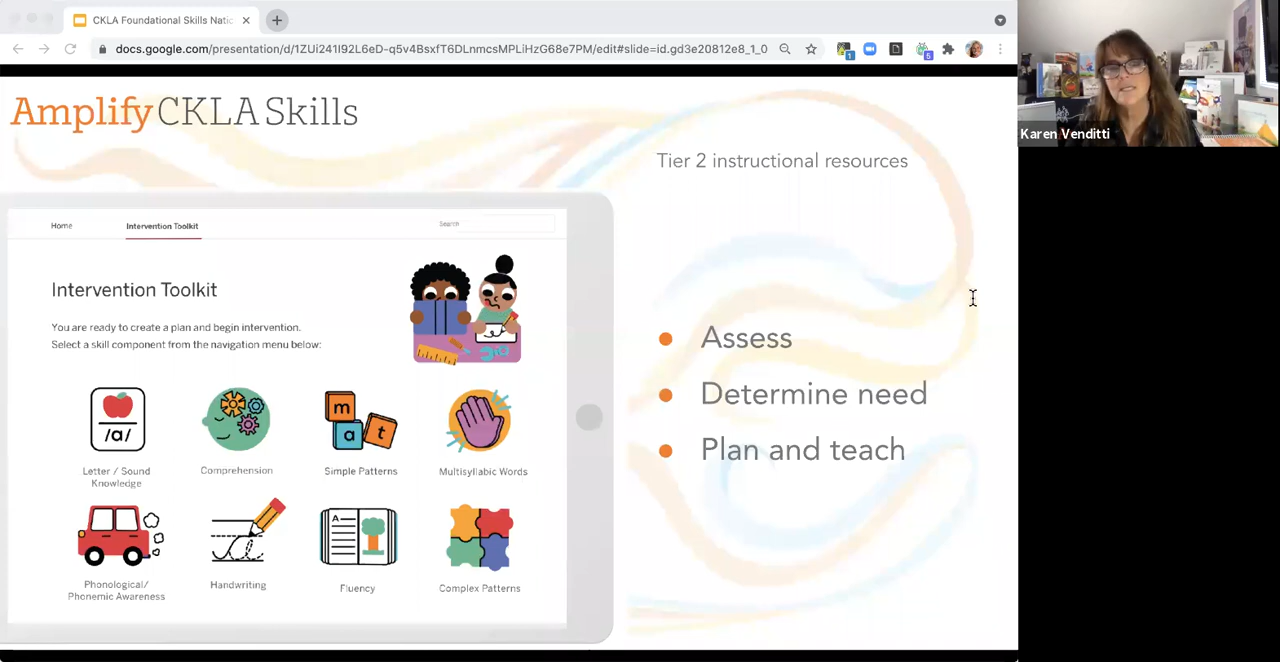 CKLA Foundational Skills Natio
docs.google.com/presentation/d/1ZUi241I92L6eD-q5v4BsxfT6DLnmcsMPLiHzG68e7PM/edit#slide=id.gd3e20812e8_1_0
1
5
Amplify CKLA Skills
Tier 2 instructional resources
Home
Intervention Toolkit
Search
Intervention Toolkit
You are ready to create a plan and begin intervention.
Select a skill component from the navigation menu below:
/a/
m
a
t
Letter / Sound
Knowledge
Comprehension
Simple Patterns
Multisyllabic Words
A
Phonological/
Phonemic Awareness
Handwriting
Fluency
Complex Patterns
Assess
Determine need
Plan and teach
Karen Venditti